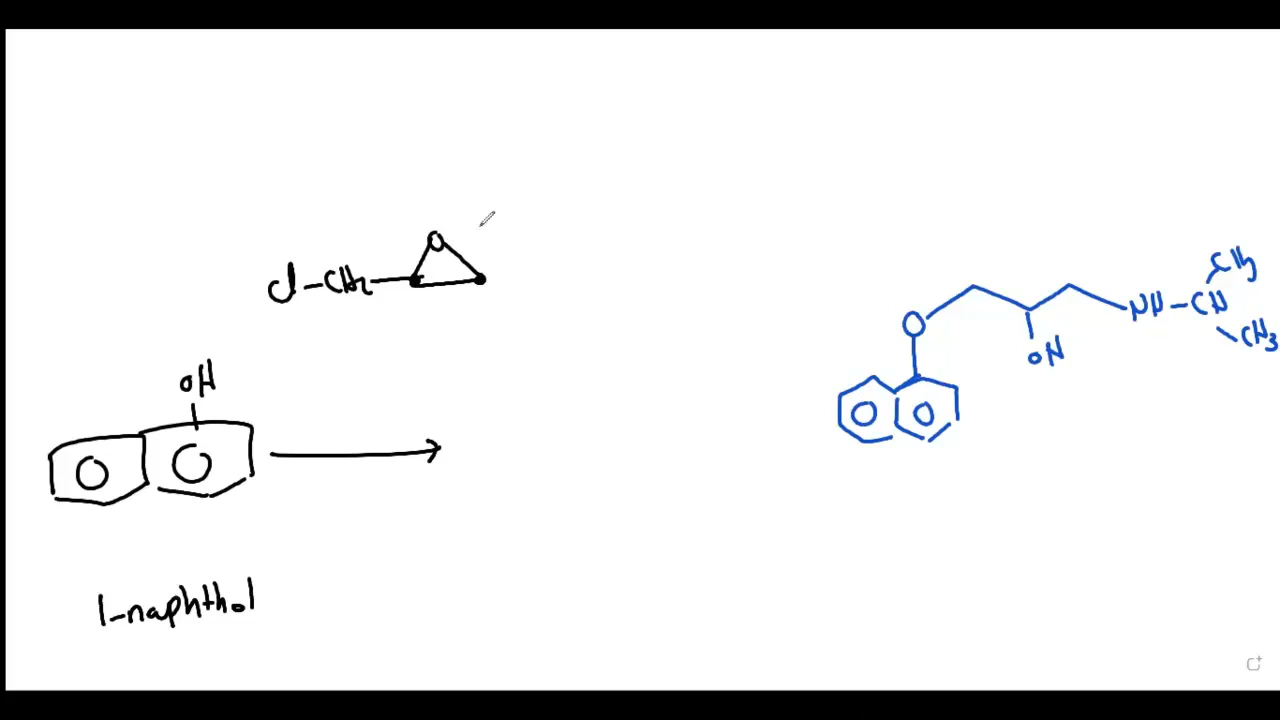 O
Cl-CH2
OH
O O
1-naphthol
CH3
O NH-CH
OH CH3
O O